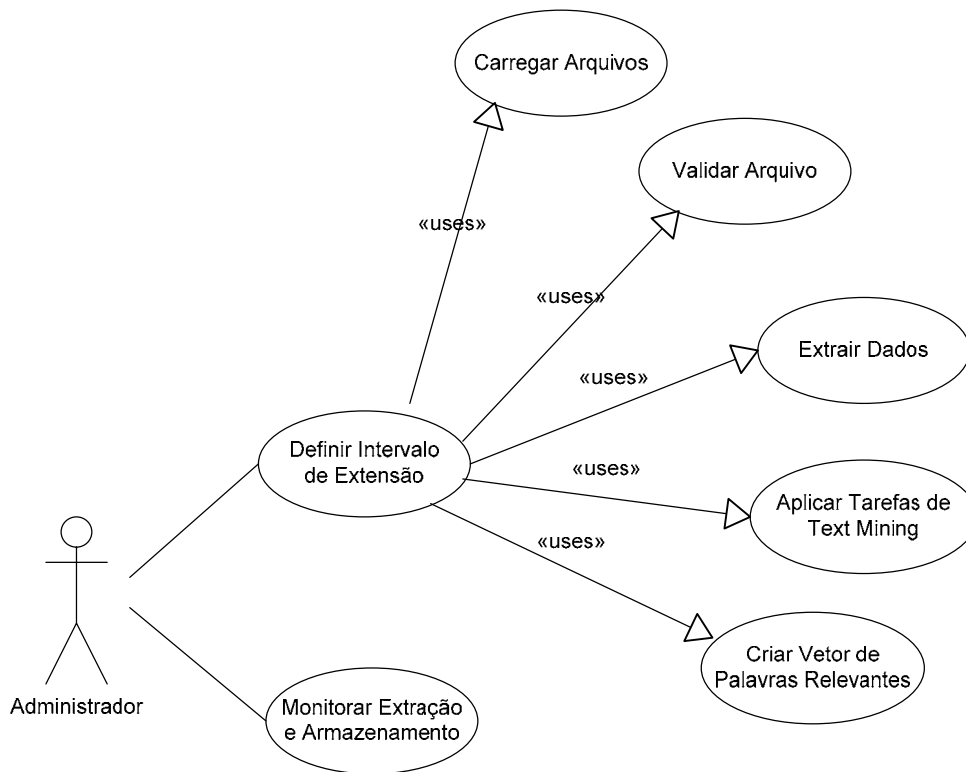 Carregar Arquivos
Validar Arquivo
«uses»
«uses»
Extrair Dados
«uses»
Definir Intervalo
de Extensão
«uses»
Aplicar Tarefas de
Text Mining
«uses»
Criar Vetor de
Palavras Relevantes
Administrador
Monitorar Extração
e Armazenamento